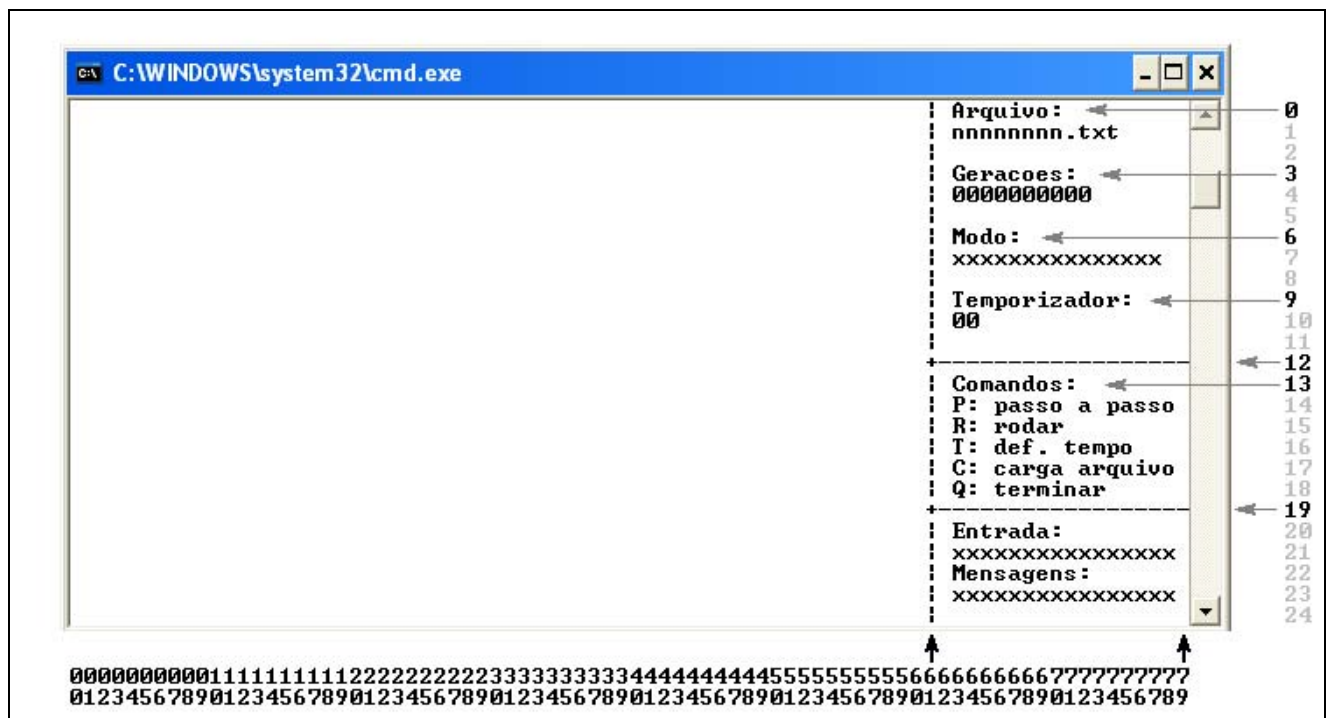 C:\WINDOWS\system32\cmd.exe
Arquivo: 0
nnnnnnnn.txt 1
2
Geracoes: 3
0000000000 4
5
Modo: 6
xxxxxxxxxxxxxxx 7
8
Temporizador: 9
00 10
11
12
Comandos: 13
P: passo a passo 14
R: rodar 15
T: def. tempo 16
C: carga arquivo 17
Q: terminar 18
19
Entrada: 20
xxxxxxxxxxxxxxxx 21
Mensagens: 22
xxxxxxxxxxxxxxxx 23
24
00000000001111111111222222222233333333334444444444555555555566666666667777777777
01234567890123456789012345678901234567890123456789012345678901234567890123456789